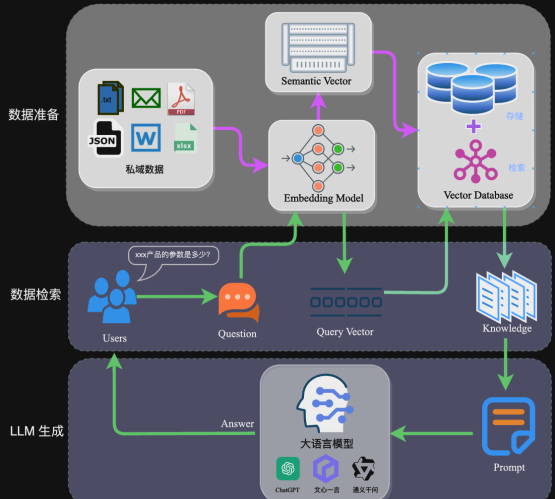 数据准备
.txt
PDF
JSON
W
xlsx
私域数据
Semantic Vector
Embedding Model
存储
检索
Vector Database
数据检索
xxx产品的参数是多少?
Users
Question
Query Vector
Knowledge
LLM 生成
Answer
大语言模型
ChatGPT
文心一言
通义千问
Prompt